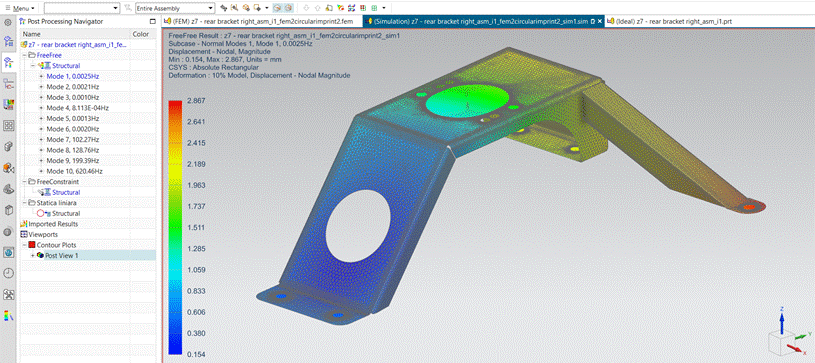 Menu
Entire Assembly
Post Processing Navigator
(FEM) z7 - rear bracket right_asm_i1_fem2circularimprint2.fem
(Simulation) z7 - rear bracket right_asm_i1_fem2circularimprint2_sim1.sim
(Ideal) z7 - rear bracket right_asm_i1.prt
Name
Color
z7 - rear bracket right_asm_i1_fe...
FreeFree
Structural
Mode 1, 0.0025Hz
Mode 2, 0.0021Hz
Mode 3, 0.0010Hz
Mode 4, 8.113E-04Hz
Mode 5, 0.0013Hz
Mode 6, 0.0020Hz
Mode 7, 102.27Hz
Mode 8, 128.76Hz
Mode 9, 199.39Hz
Mode 10, 620.46Hz
FreeConstraint
Structural
Statica liniara
Structural
Imported Results
Viewports
Contour Plots
Post View 1
FreeFree Result : z7 - rear bracket right_asm_i1_fem2circularimprint2_sim1
Subcase - Normal Modes 1, Mode 1, 0.0025Hz
Displacement - Nodal, Magnitude
Min : 0.154, Max : 2.867, Units = mm
CSYS : Absolute Rectangular
Deformation : 10% Model, Displacement - Nodal Magnitude
2.867
2.641
2.415
2.189
1.963
1.737
1.511
1.285
1.059
0.833
0.606
0.380
0.154
Z
Y
X